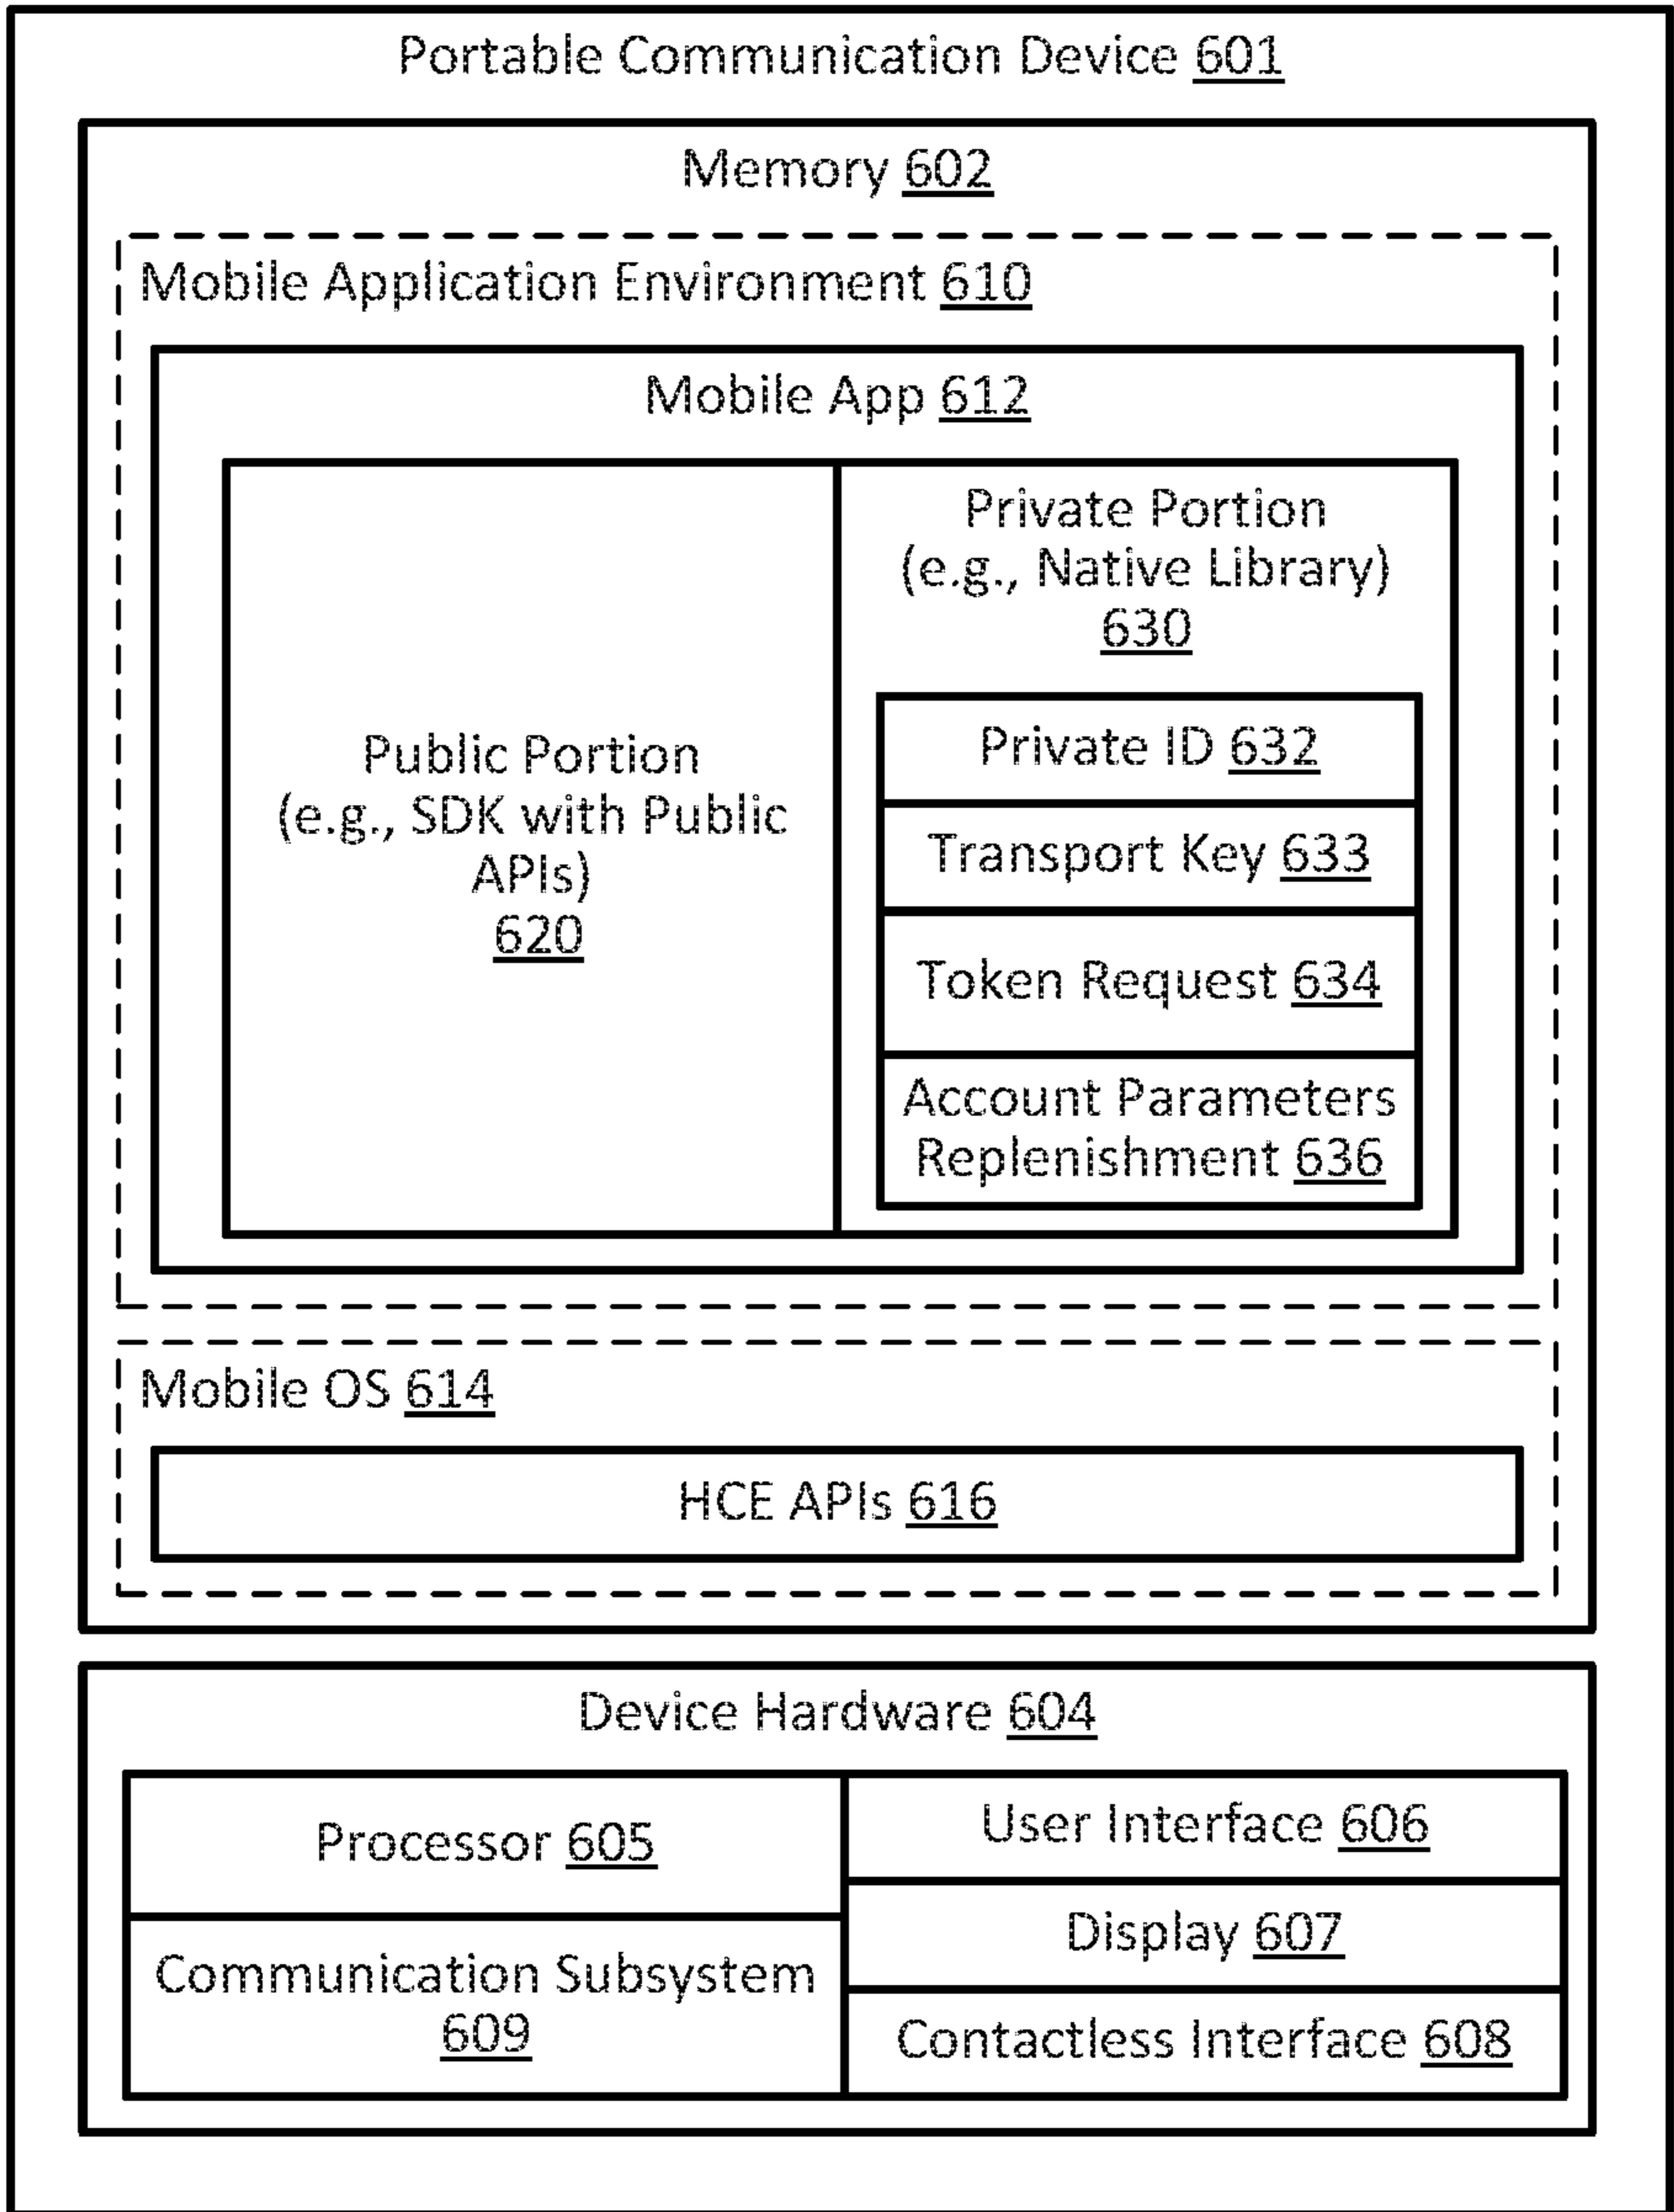 Portable Communication Device 601
Memory 602
Mobile Application Environment 610
Mobile App 612
Public Portion
(e.g., SDK with Public
APIs)
620
Private Portion
(e.g., Native Library)
630
Private ID 632
Transport Key 633
Token Request 634
Account Parameters
Replenishment 636
Mobile OS 614
HCE APIs 616
Device Hardware 604
Processor 605
Communication Subsystem
609
User Interface 606
Display 607
Contactless Interface 608